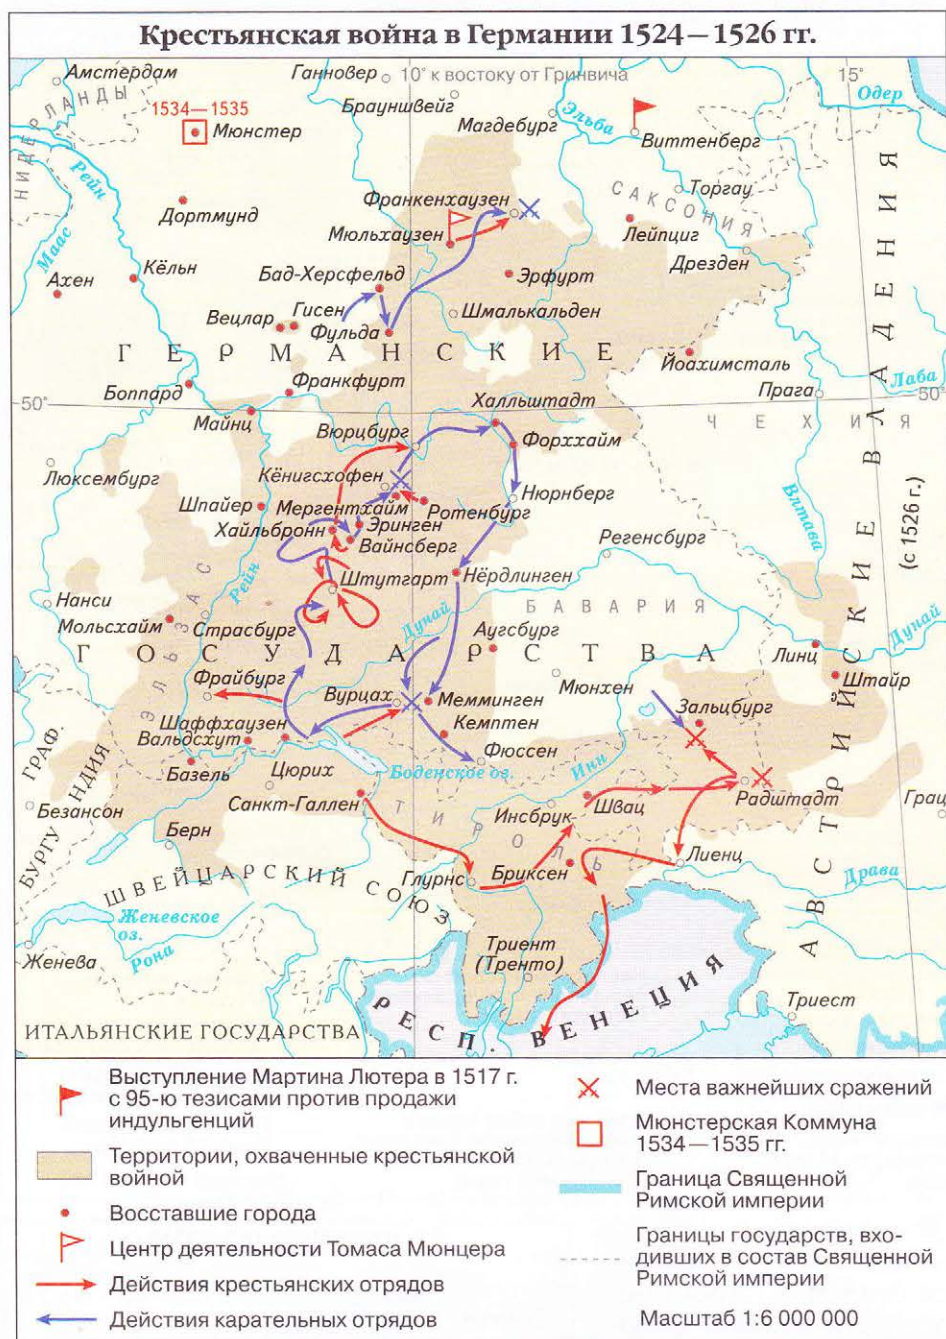 Крестьянская война в Германии 1524—1526 гг.
Амстердам
Ганновер
10° к востоку от Гринвича
15°
Брауншвейг
Одер
НИДЕРЛАНДЫ
1534—1535
Мюнстер
Магдебург
Эльба
Виттенберг
Рейн
Торгау
Франкенхаузен
САКСОНИЯ
Дортмунд
Мюльхаузен
Лейпциг
Маас
Дрезден
Кёльн
Бад-Херсфельд
Эрфурт
Ахен
Гисен
Вецлар
Шмалькальден
Фульда
ГЕРМАНСКИЕ
Йоахимсталь
Франкфурт
Лаба
Боппард
Прага
50°
50°
Халльштадт
Майнц
ЧЕХИЯ
Вюрцбург
Форххайм
Люксембург
Кёнигсхофен
Нюрнберг
Мергентхайм
Шпайер
Ротенбург
Влтава
Хайльбронн
Эринген
Вайнсберг
Регенсбург
(с 1526 г.)
Штутгарт
Нёрдлинген
Нанси
Рейн
БАВАРИЯ
Мольсхайм
Страсбург
Дунай
Аугсбург
Дунай
ГОСУДАРСТВА
Линц
ЭЛЬЗАС
Фрайбург
Вурцах
Мюнхен
Штайр
Мемминген
Зальцбург
Шаффхаузен
Кемптен
Вальдсхут
Фюссен
ГРАФ.
БУРГУНДИЯ
Базель
Боденское оз.
Инн
Цюрих
Безансон
Санкт-Галлен
ТИРОЛЬ
Инсбрук
Швац
Радштадт
Грац
Берн
Лиенц
Глурнс
Бриксен
Драва
ШВЕЙЦАРСКИЙ СОЮЗ
АВСТРИЙСКИЕ ВЛАДЕНИЯ
Женевское
оз.
Рона
Женева
Триент
(Тренто)
Триест
ИТАЛЬЯНСКИЕ ГОСУДАРСТВА
РЕСП. ВЕНЕЦИЯ
Выступление Мартина Лютера в 1517 г.
с 95-ю тезисами против продажи
индульгенций
Территории, охваченные крестьянской
войной
Восставшие города
Центр деятельности Томаса Мюнцера
Действия крестьянских отрядов
Действия карательных отрядов
Места важнейших сражений
Мюнстерская Коммуна
1534—1535 гг.
Граница Священной
Римской империи
Границы государств, вхо-
дивших в состав Священной
Римской империи
Масштаб 1:6 000 000